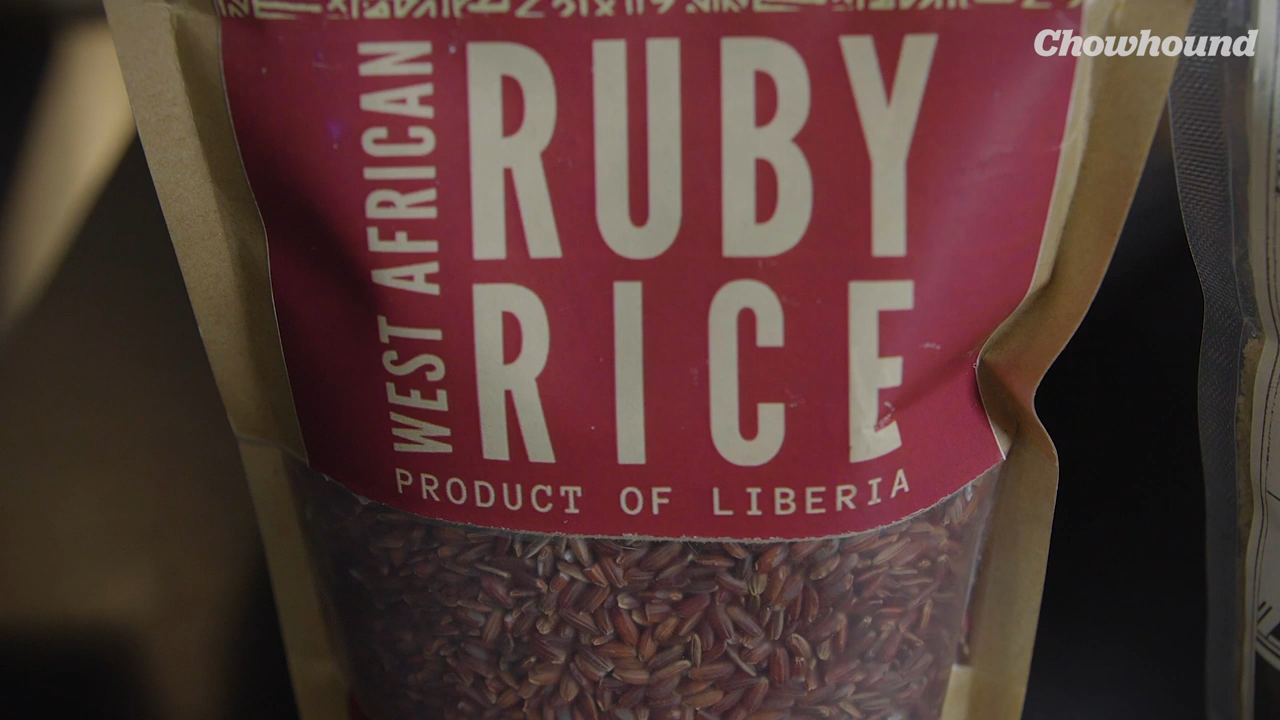 Chowhound
WEST AFRICAN
RUBY
RICE
PRODUCT OF LIBERIA